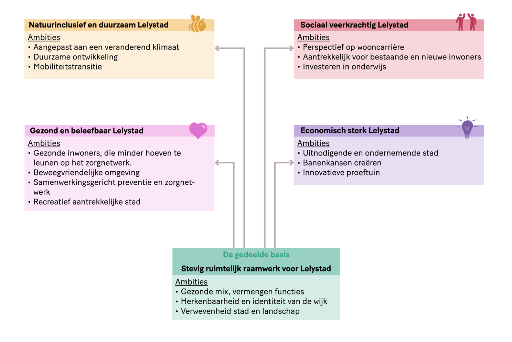 Natuurinclusief en duurzaam Lelystad
Ambities
• Aangepast aan een veranderend klimaat
• Duurzame ontwikkeling
• Mobiliteitstransitie
Sociaal veerkrachtig Lelystad
Ambities
• Perspectief op wooncarrière
• Aantrekkelijk voor bestaande en nieuwe inwoners
• Investeren in onderwijs
Gezond en beleefbaar Lelystad
Ambities
• Gezonde inwoners, die minder hoeven te
leunen op het zorgnetwerk.
• Beweegvriendelijke omgeving
• Samenwerkingsgericht preventie en zorgnet-
werk
• Recreatief aantrekkelijke stad
Economisch sterk Lelystad
Ambities
• Uitnodigende en ondernemende stad
• Banenkansen creëren
• Innovatieve proeftuin
De gedeelde basis
Stevig ruimtelijk raamwerk voor Lelystad
Ambities
• Gezonde mix, vermengen functies
• Herkenbaarheid en identiteit van de wijk
• Verwevenheid stad en landschap